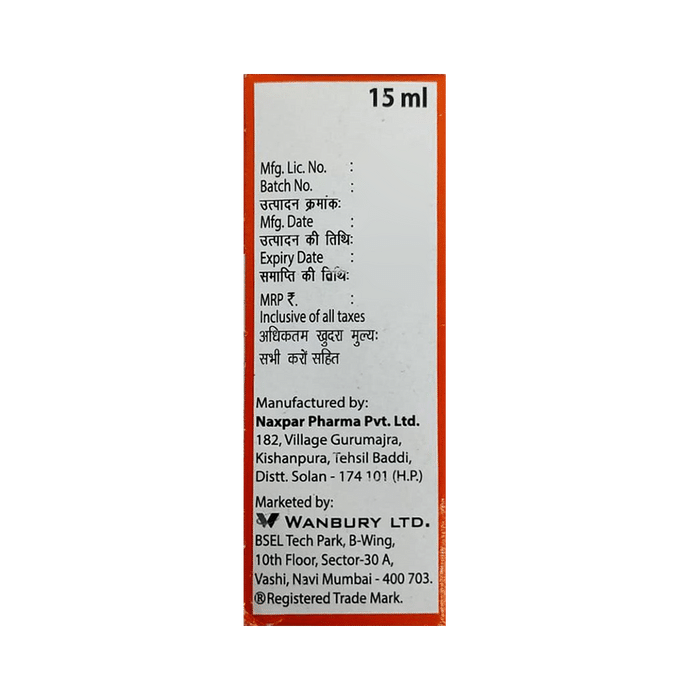 15 ml
Mfg. Lic. No. :
Batch No. :
उत्पादन क्रमांक:
Mfg. Date :
उत्पादन की तिथि:
Expiry Date :
समाप्ति की तिथि:
MRP ₹. :
Inclusive of all taxes
अधिकतम खुदरा मुल्य:
सभी करों सहित
Manufactured by:
Naxpar Pharma Pvt. Ltd.
182, Village Gurumajra,
Kishanpura, Tehsil Baddi,
Distt. Solan - 174 101 (H.P.)
Marketed by:
WANBURY LTD.
BSEL Tech Park, B-Wing,
10th Floor, Sector-30 A,
Vashi, Navi Mumbai - 400 703.
®Registered Trade Mark.